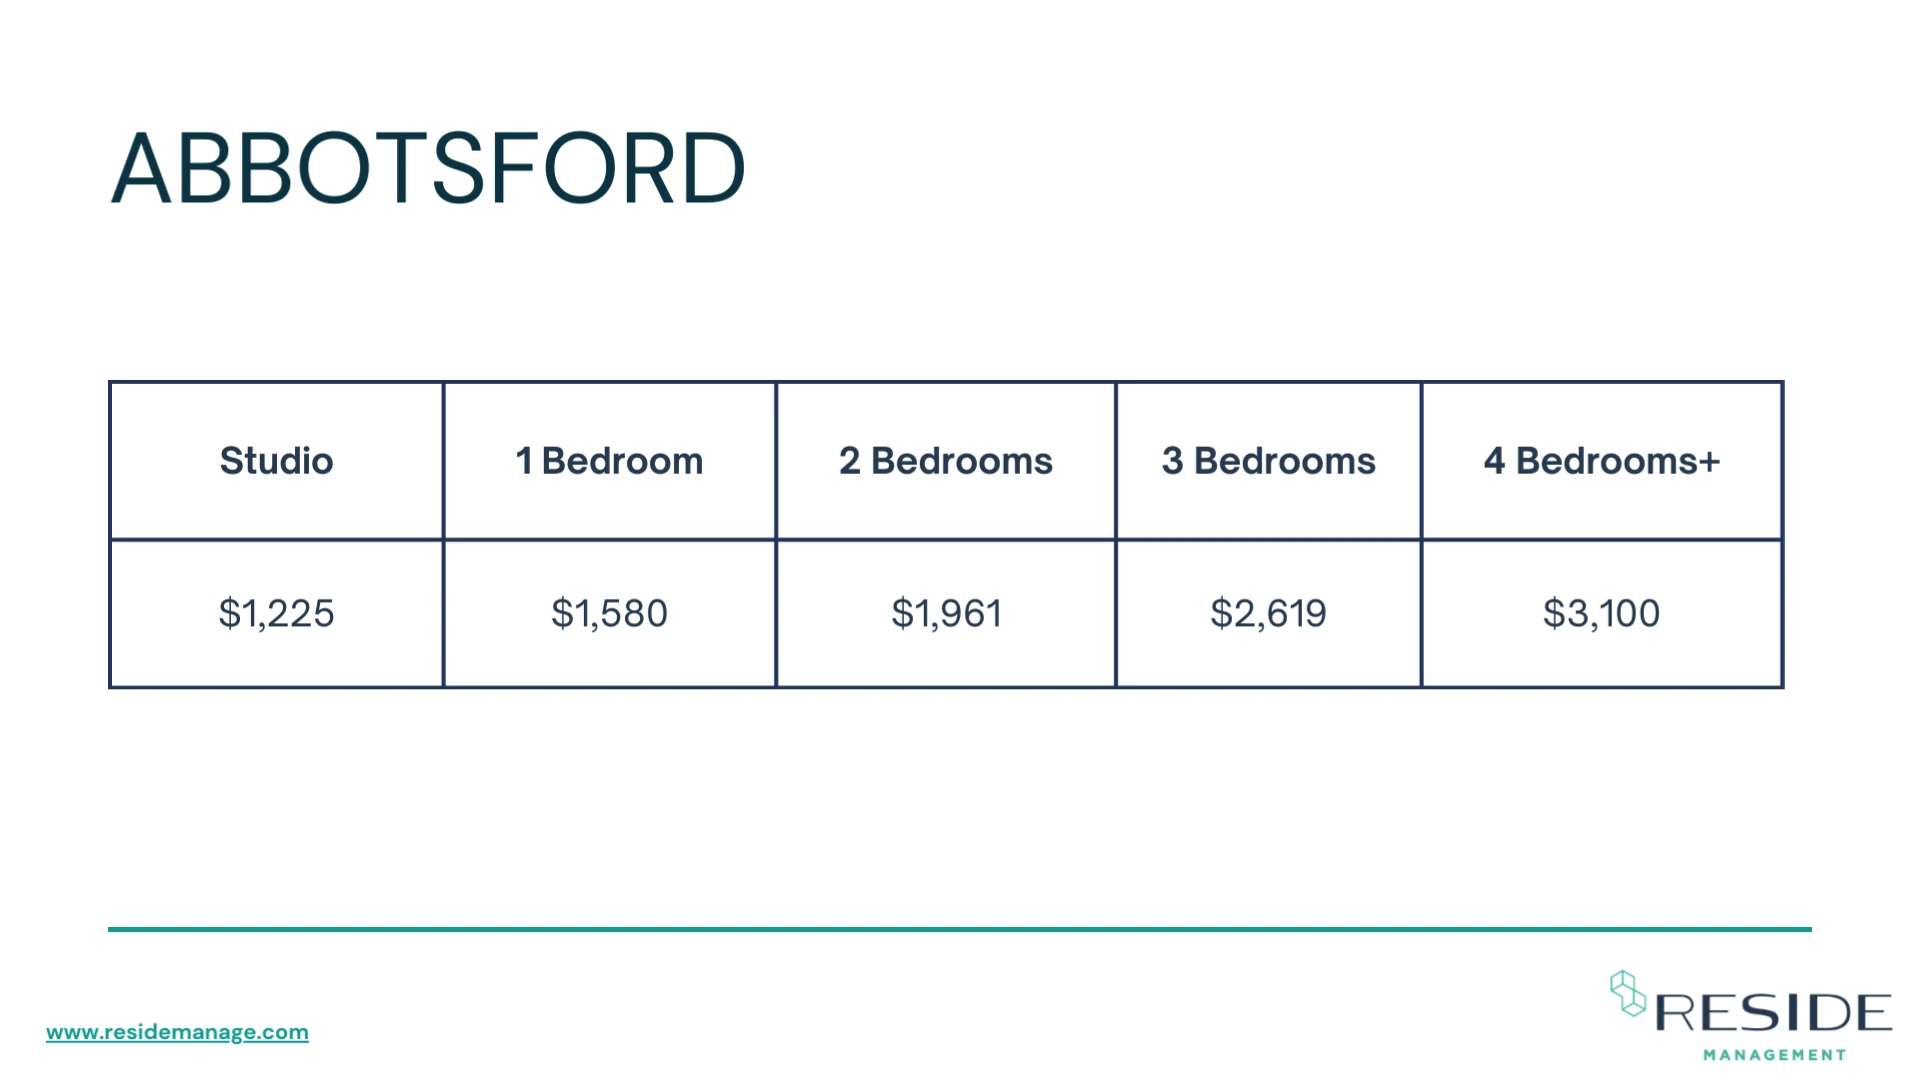 ABBOTSFORD
Studio 1 Bedroom 2 Bedrooms 3 Bedrooms 4 Bedrooms+
$1,225 $1,580 $1,961 $2,619 $3,100
www.residemanage.com
RESIDE
MANAGEMENT